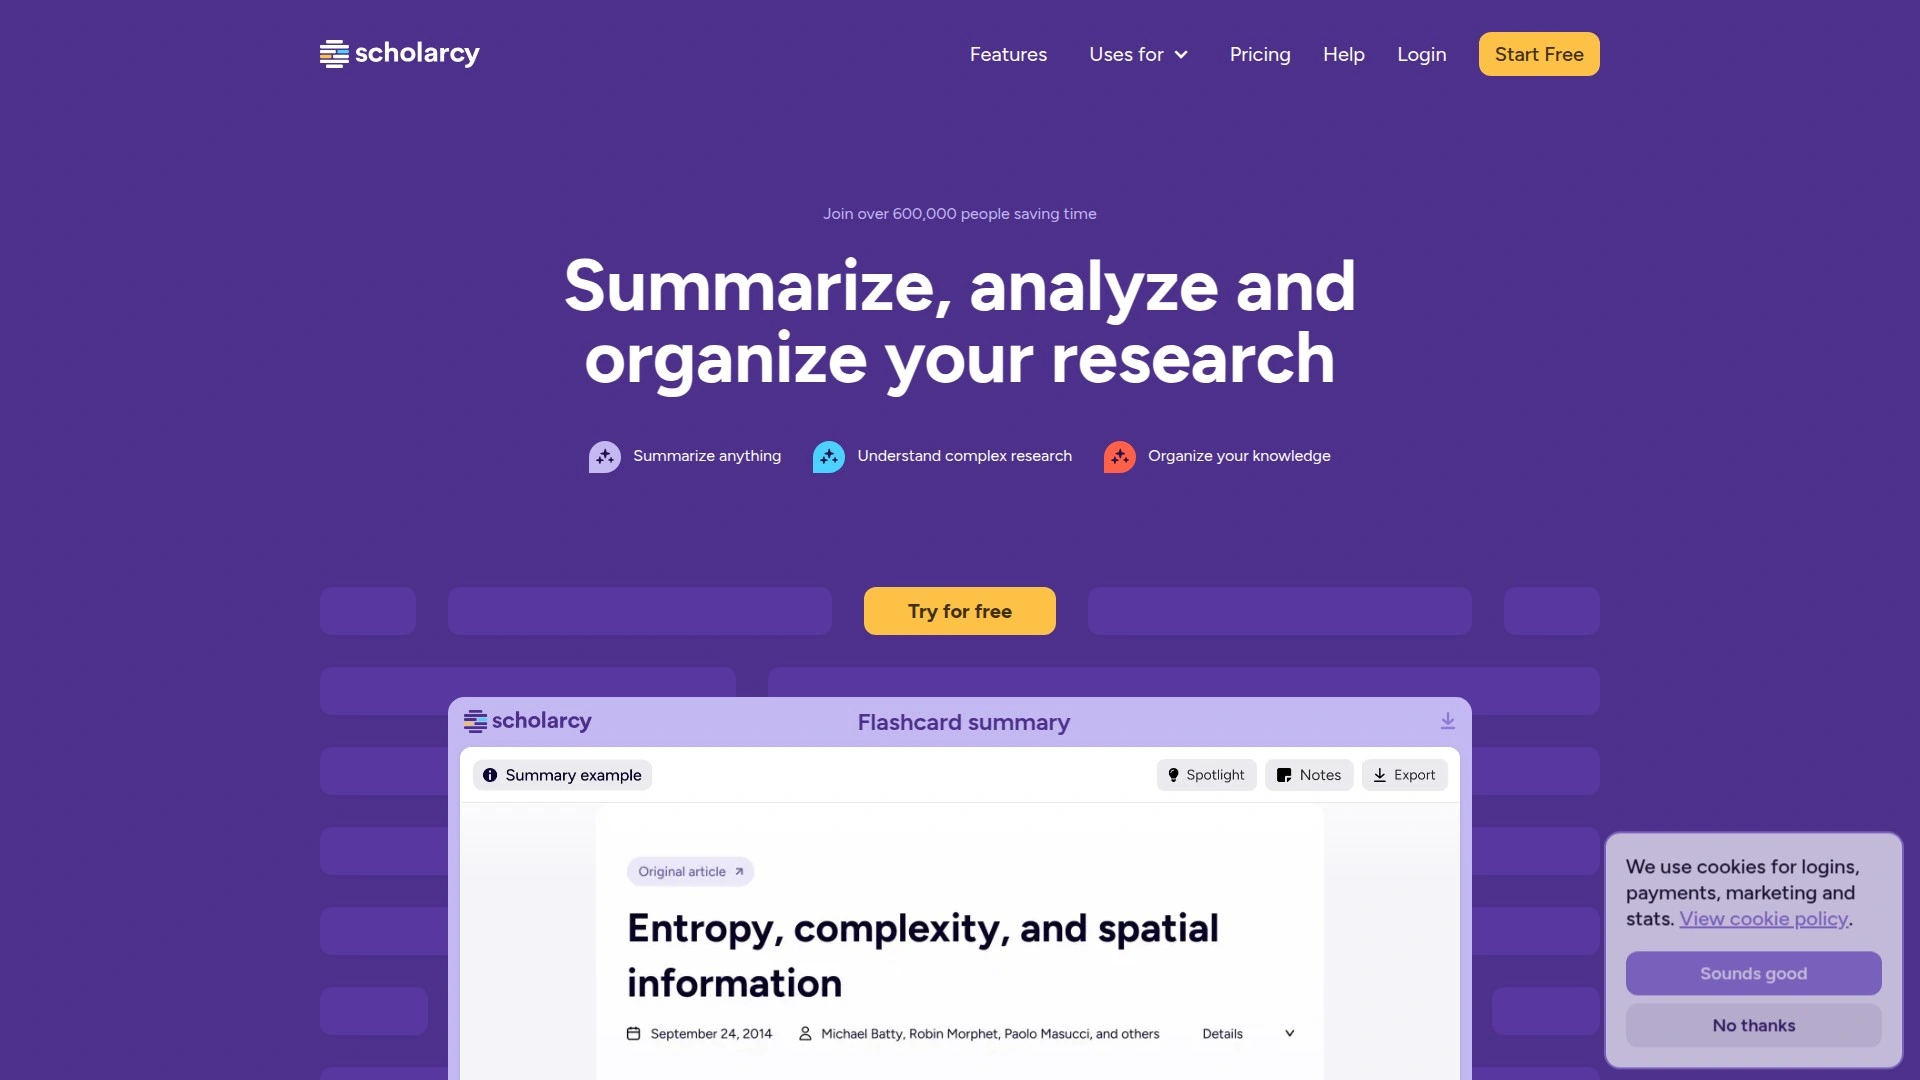 scholarcy
Features
Uses for
Pricing
Help
Login
Start Free
Join over 600,000 people saving time
Summarize, analyze and
organize your research
Summarize anything
Understand complex research
Organize your knowledge
Try for free
scholarcy
Flashcard summary
Summary example
Spotlight
Notes
Export
Original article
Entropy, complexity, and spatial
information
September 24, 2014
Michael Batty, Robin Morphet, Paolo Masucci, and others
Details
We use cookies for logins,
payments, marketing and
stats. View cookie policy.
Sounds good
No thanks